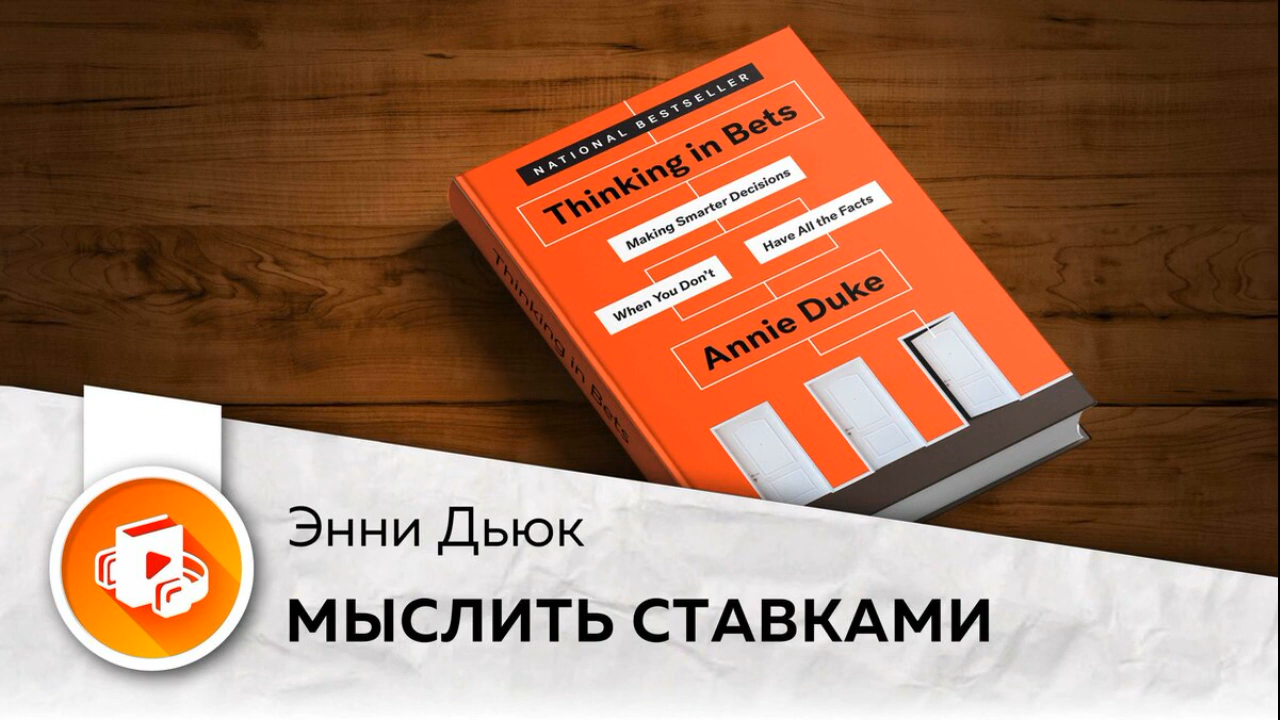 NATIONAL BESTSELLER
Thinking in Bets
Making Smarter Decisions
When You Don't
Have All the Facts
Annie Duke
Thinking in Bets
Энни Дьюк
МЫСЛИТЬ СТАВКАМИ